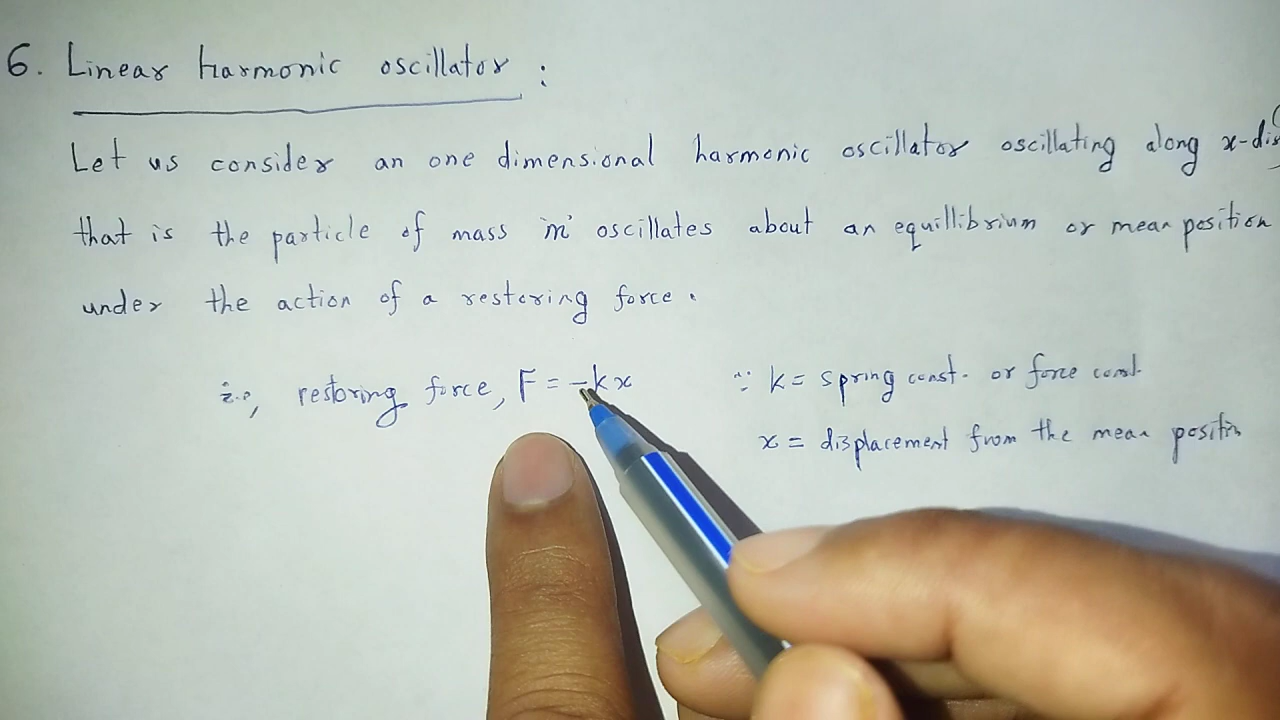 6. Linear harmonic oscillator :
Let us consider an one dimensional harmonic oscillator oscillating along x-dis
that is the particle of mass 'm' oscillates about an equillibrium or mean position
under the action of a restoring force.
i.e., restoring force, F = -kx ∵ k = spring const. or force const.
x = displacement from the mean positin